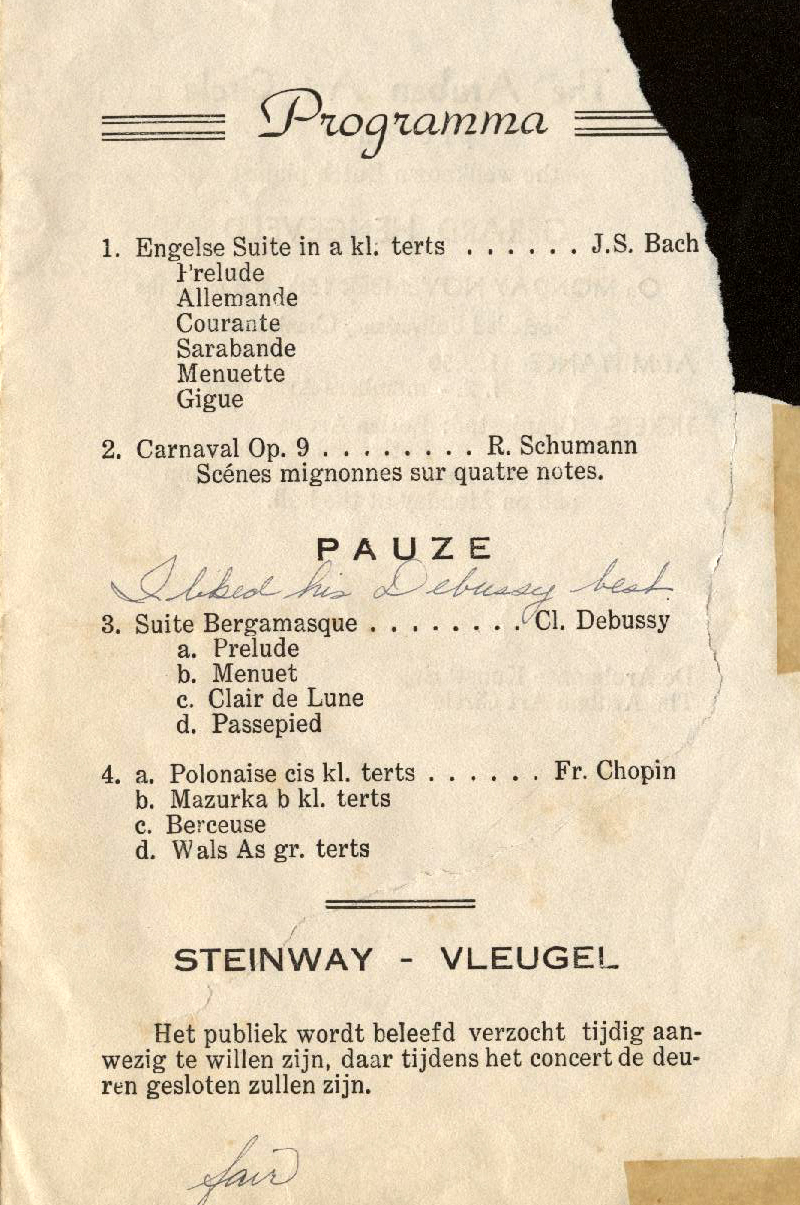 Programma
1. Engelse Suite in a kl. terts . . . . . . J.S. Bach
Prelude
Allemande
Courante
Sarabande
Menuette
Gigue
2. Carnaval Op. 9 . . . . . . . . R. Schumann
Scénes mignonnes sur quatre notes.
PAUZE
I liked his Debussy best.
3. Suite Bergamasque . . . . . . . . Cl. Debussy
a. Prelude
b. Menuet
c. Clair de Lune
d. Passepied
4. a. Polonaise cis kl. terts . . . . . . Fr. Chopin
b. Mazurka b kl. terts
c. Berceuse
d. Wals As gr. terts
STEINWAY - VLEUGEL
Het publiek wordt beleefd verzocht tijdig aan-
wezig te willen zijn, daar tijdens het concert de deu-
ren gesloten zullen zijn.
fair